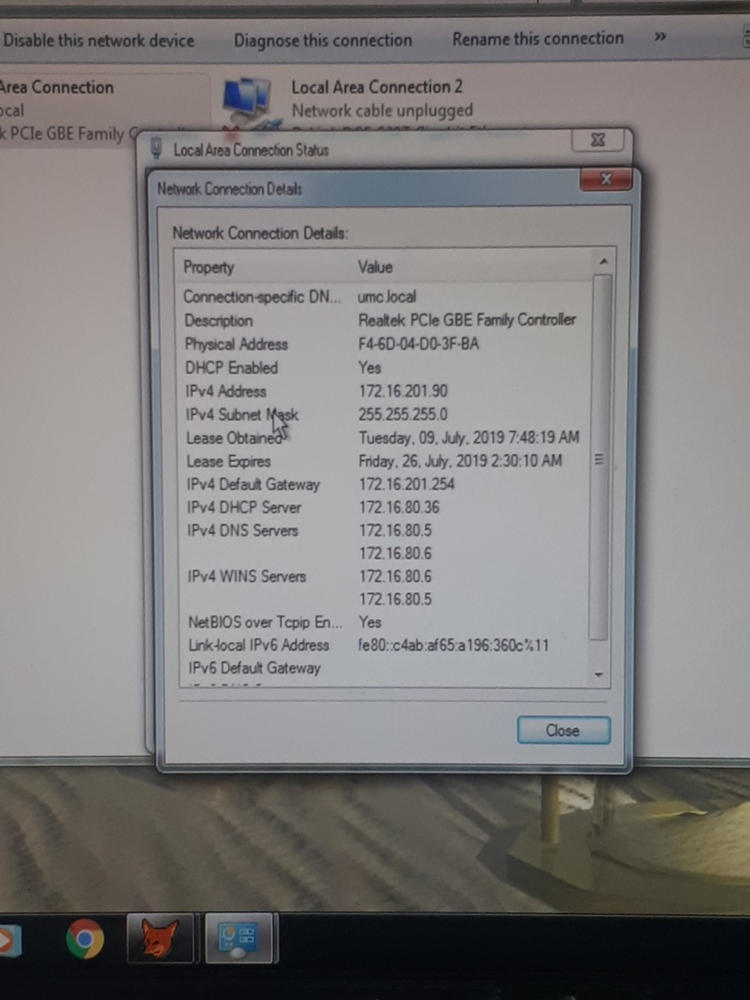 Disable this network device Diagnose this connection Rename this connection »
Area Connection
ocal
k PCIe GBE Family
Local Area Connection 2
Network cable unplugged
Local Area Connection Status
Network Connection Details
Network Connection Details:
Property Value
Connection-specific DN... umc.local
Description Realtek PCIe GBE Family Controller
Physical Address F4-6D-04-D0-3F-BA
DHCP Enabled Yes
IPv4 Address 172.16.201.90
IPv4 Subnet Mask 255.255.255.0
Lease Obtained Tuesday, 09, July, 2019 7:48:19 AM
Lease Expires Friday, 26, July, 2019 2:30:10 AM
IPv4 Default Gateway 172.16.201.254
IPv4 DHCP Server 172.16.80.36
IPv4 DNS Servers 172.16.80.5
172.16.80.6
IPv4 WINS Servers 172.16.80.6
172.16.80.5
NetBIOS over Tcpip En... Yes
Link-local IPv6 Address fe80::c4ab:af65:a196:360c%11
IPv6 Default Gateway
Close